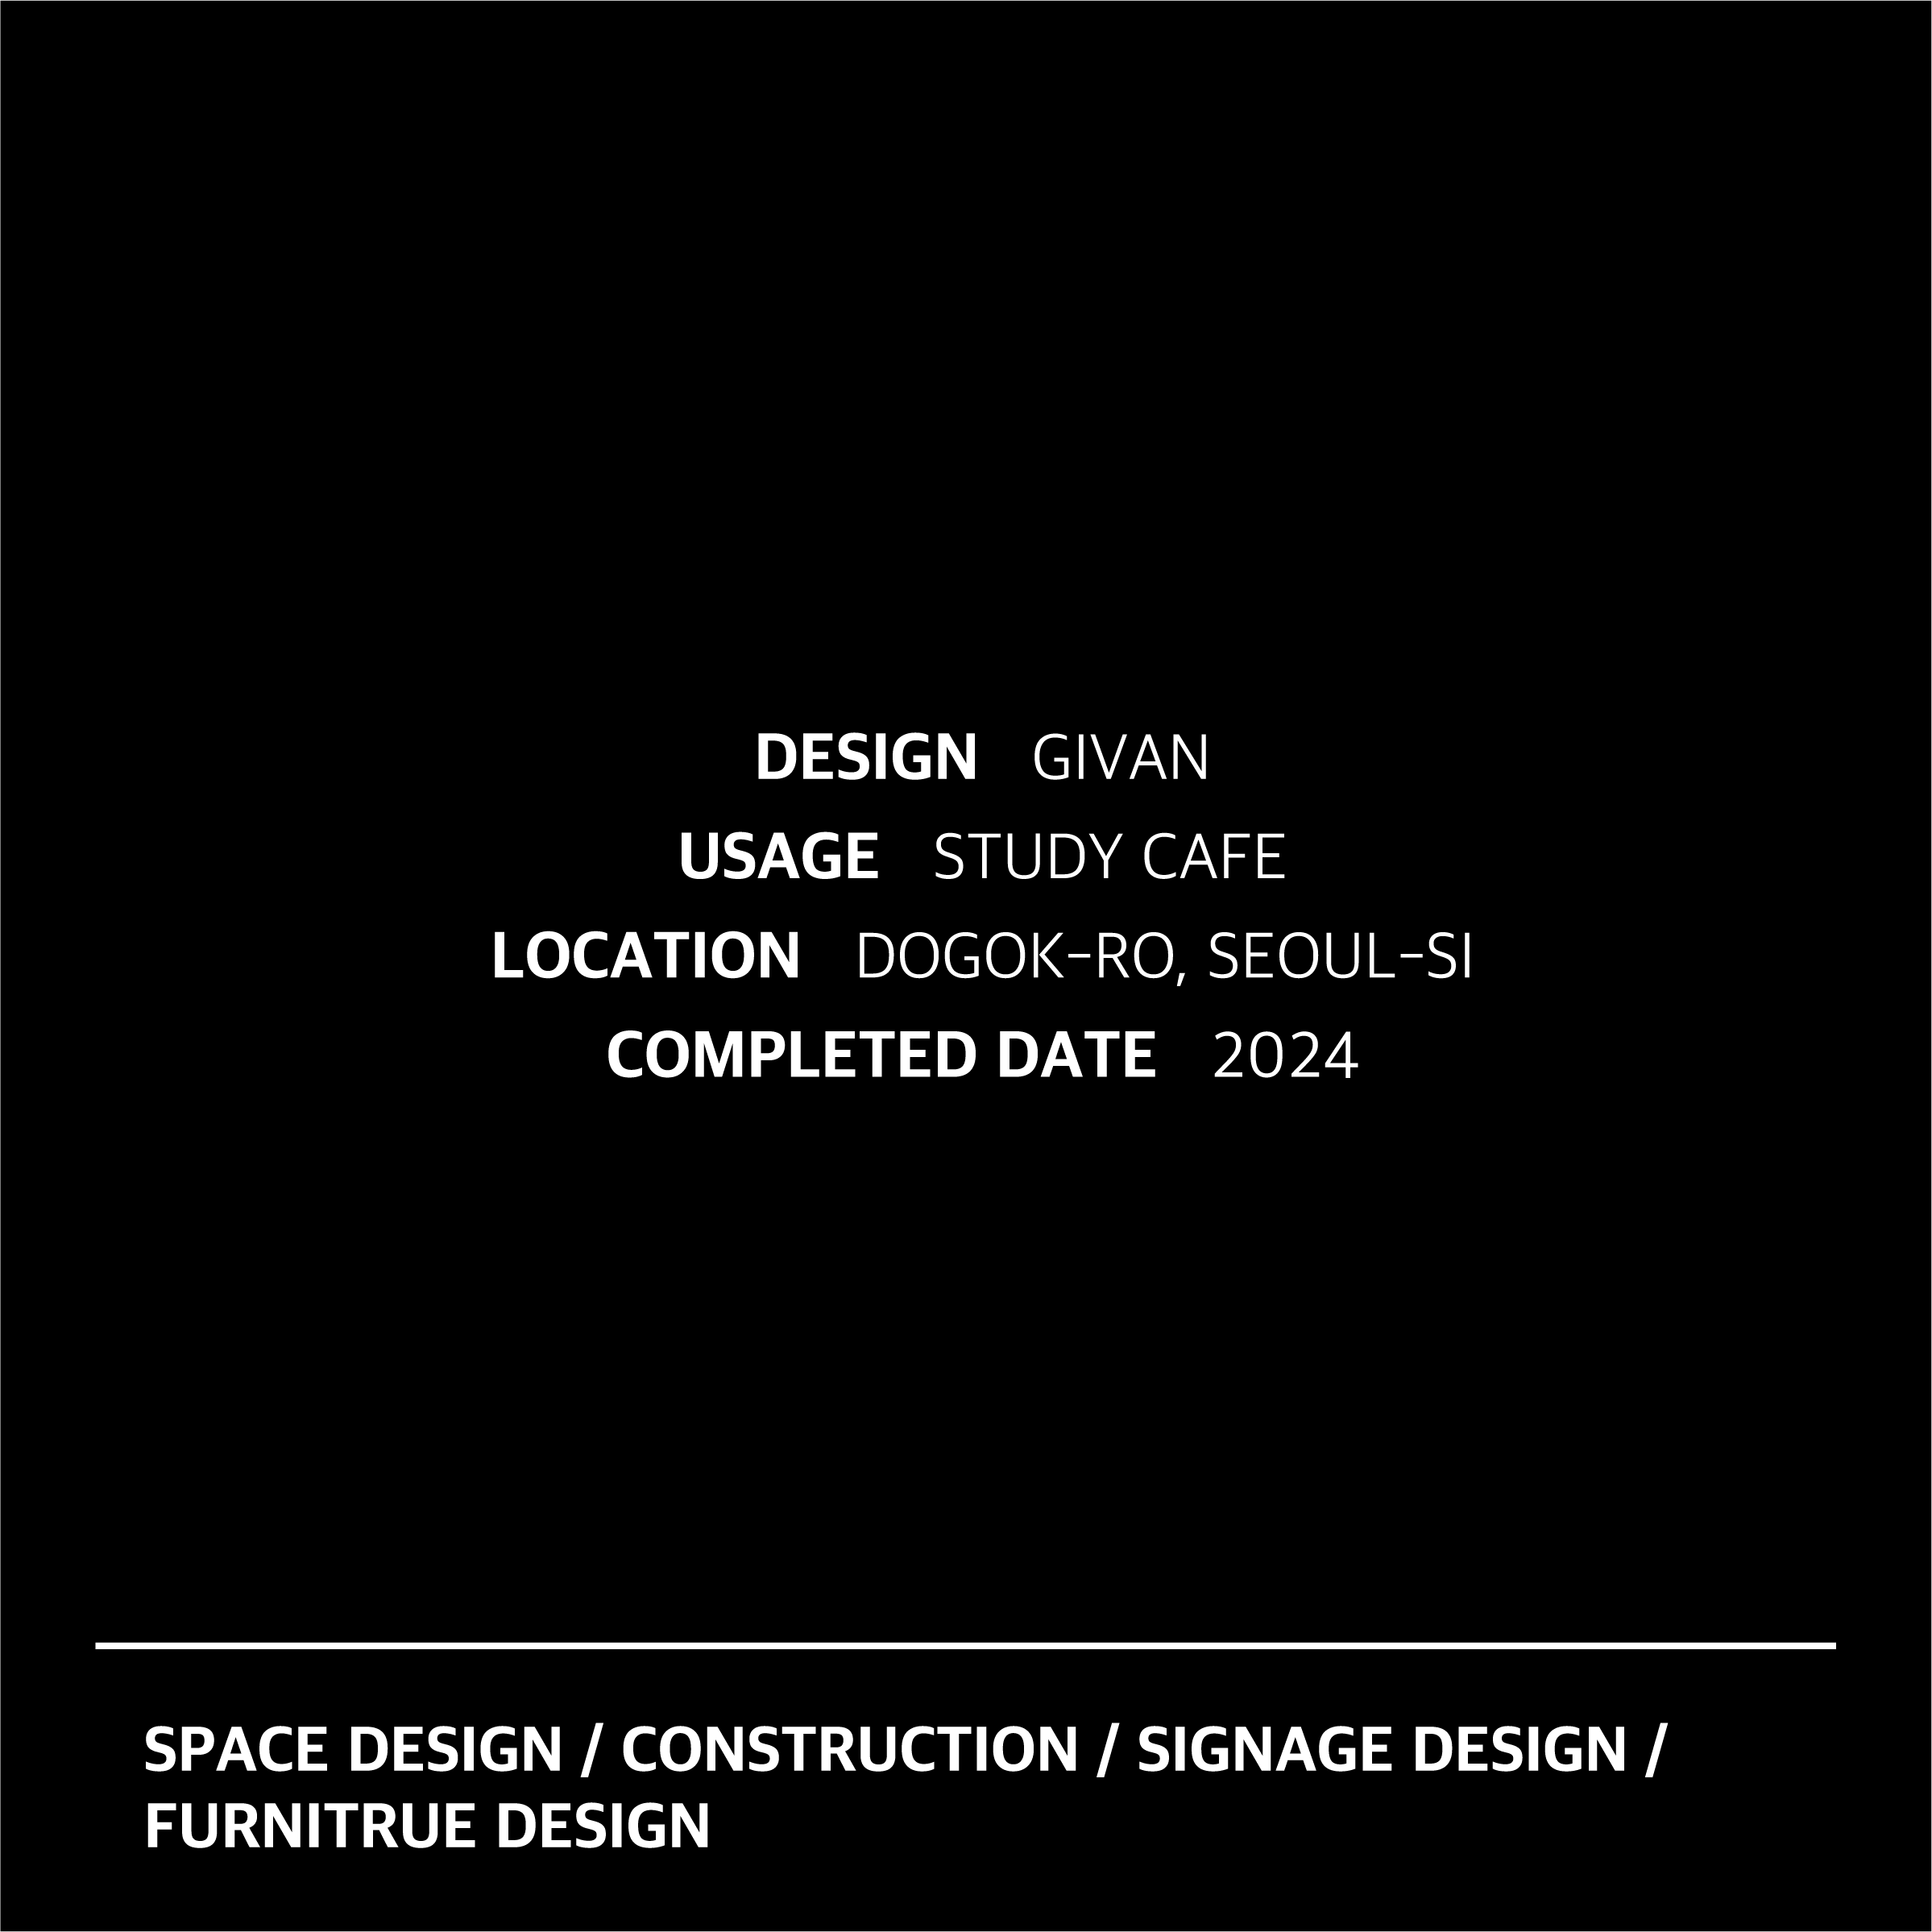 DESIGN GIVAN
USAGE STUDY CAFE
LOCATION DOGOK-RO, SEOUL-SI
COMPLETED DATE 2024
SPACE DESIGN / CONSTRUCTION / SIGNAGE DESIGN /
FURNITRUE DESIGN